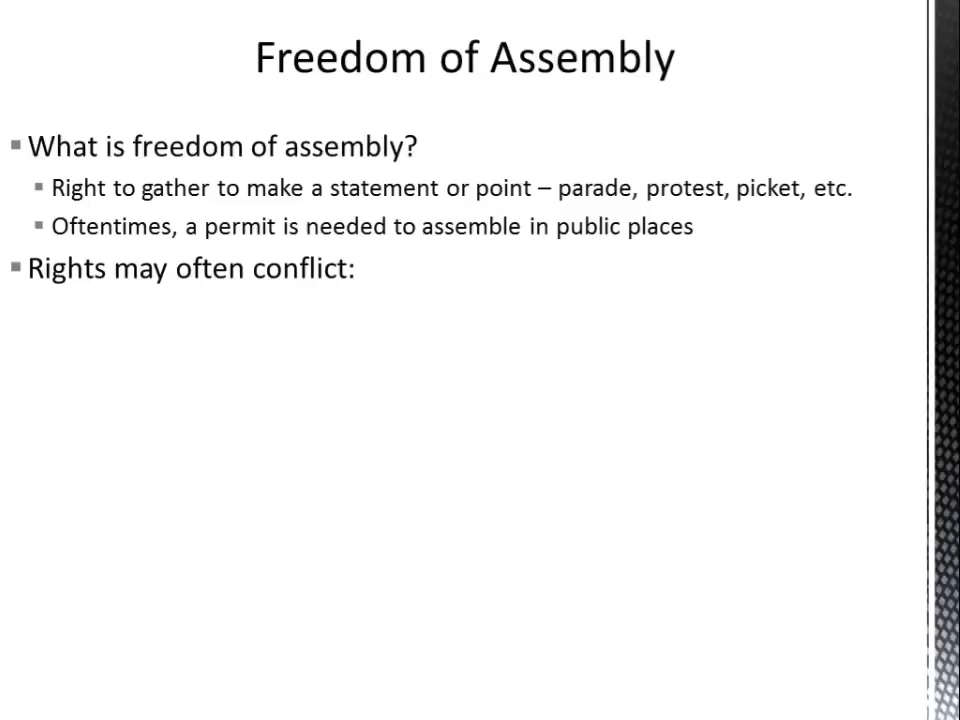 Freedom of Assembly
What is freedom of assembly?
Right to gather to make a statement or point – parade, protest, picket, etc.
Oftentimes, a permit is needed to assemble in public places
Rights may often conflict: